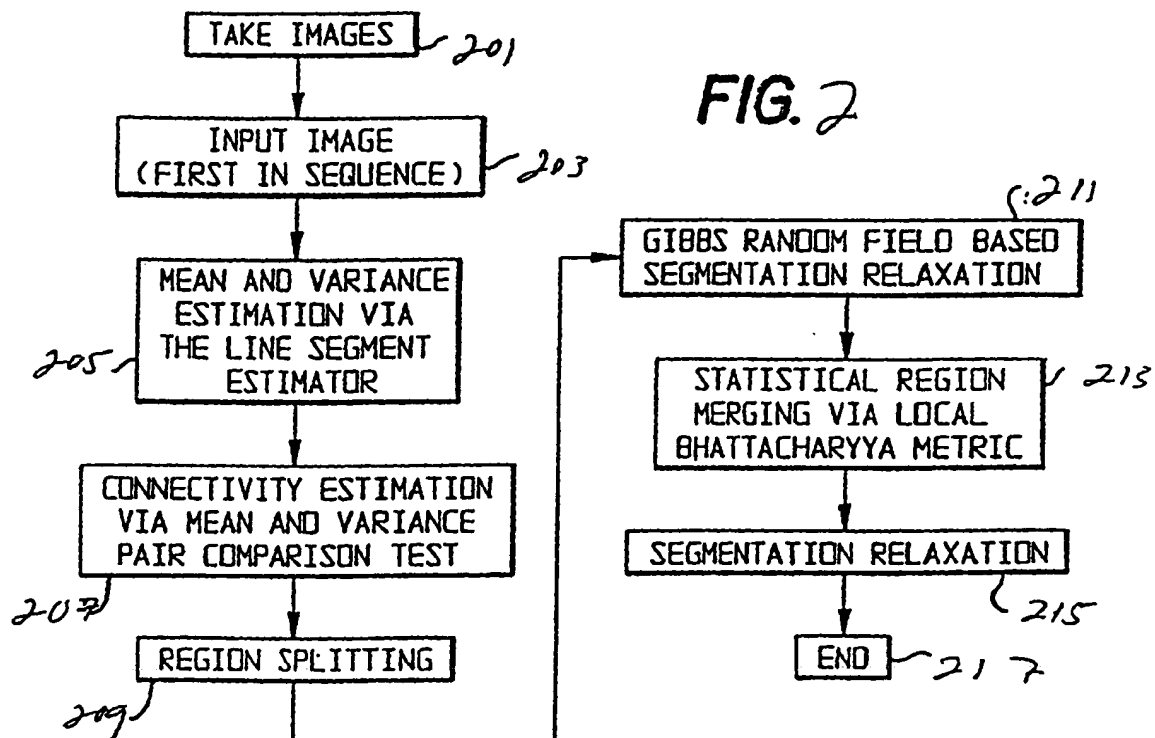 TAKE IMAGES
201
FIG. 2
INPUT IMAGE
(FIRST IN SEQUENCE)
203
MEAN AND VARIANCE
ESTIMATION VIA
THE LINE SEGMENT
ESTIMATOR
205
CONNECTIVITY ESTIMATION
VIA MEAN AND VARIANCE
PAIR COMPARISON TEST
207
REGION SPLITTING
209
211
GIBBS RANDOM FIELD BASED
SEGMENTATION RELAXATION
STATISTICAL REGION
MERGING VIA LOCAL
BHATTACHARYYA METRIC
213
SEGMENTATION RELAXATION
215
END
217